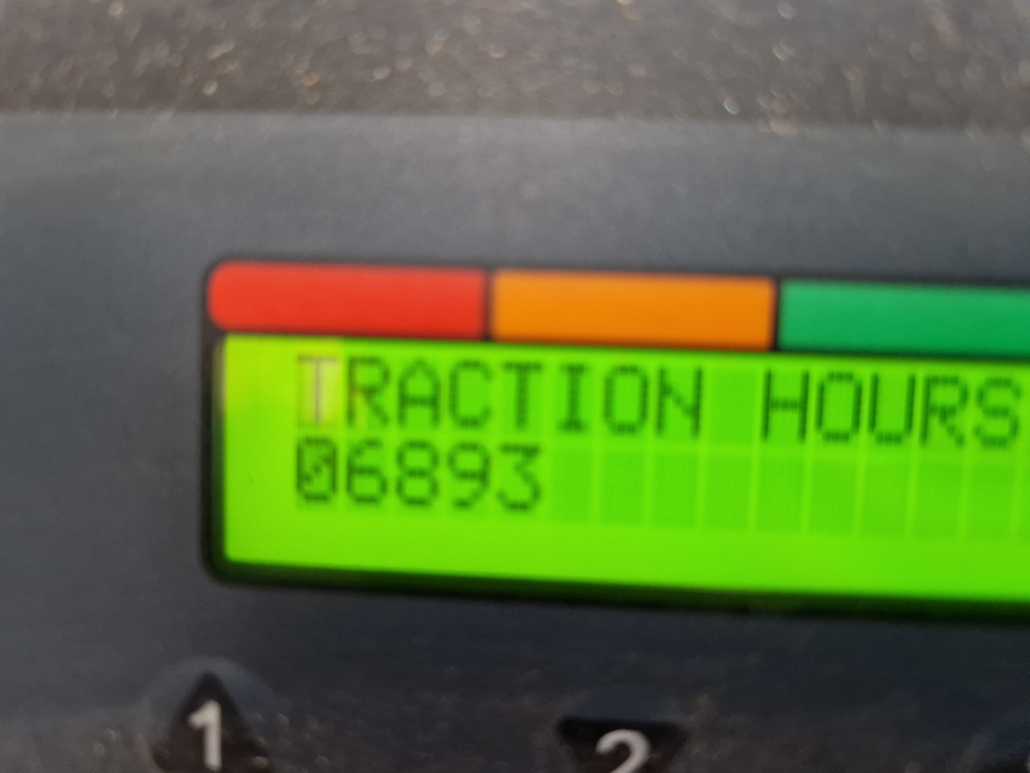 TRACTION HOURS
06893
1
2